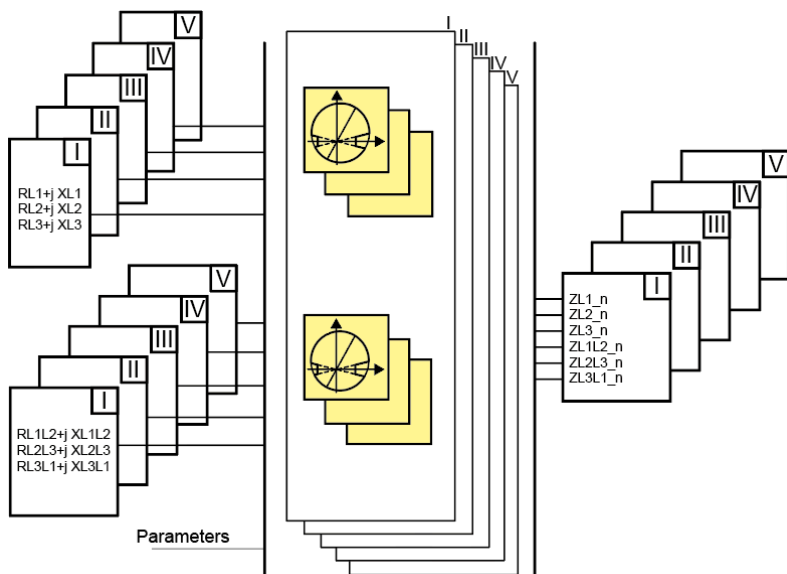 V
IV
III
II
I
RL1+j XL1
RL2+j XL2
RL3+j XL3
V
IV
III
II
I
RL1L2+j XL1L2
RL2L3+j XL2L3
RL3L1+j XL3L1
Parameters
I
II
III
IV
V
V
IV
III
II
I
ZL1_n
ZL2_n
ZL3_n
ZL1L2_n
ZL2L3_n
ZL3L1_n